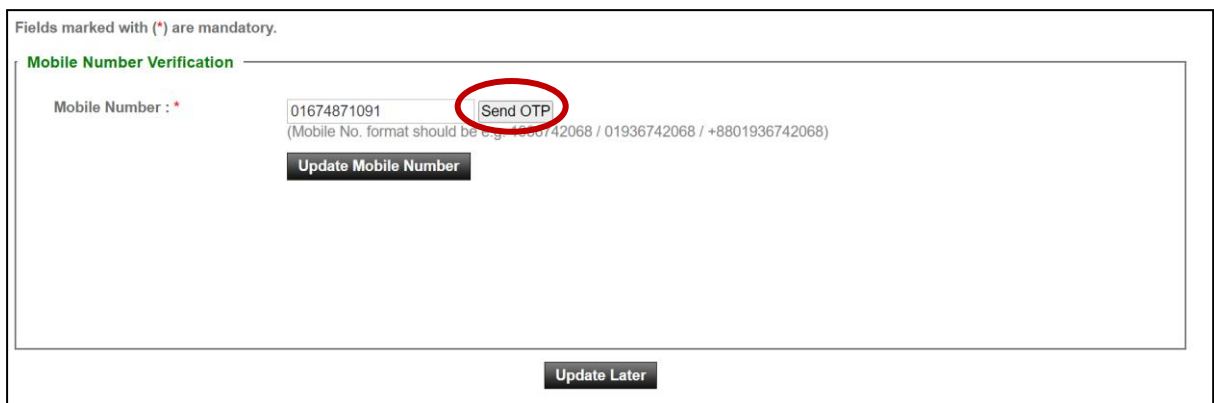 Fields marked with (*) are mandatory.
Mobile Number Verification
Mobile Number : * 01674871091 Send OTP
(Mobile No. format should be e.g. 1936742068 / 01936742068 / +8801936742068)
Update Mobile Number
Update Later